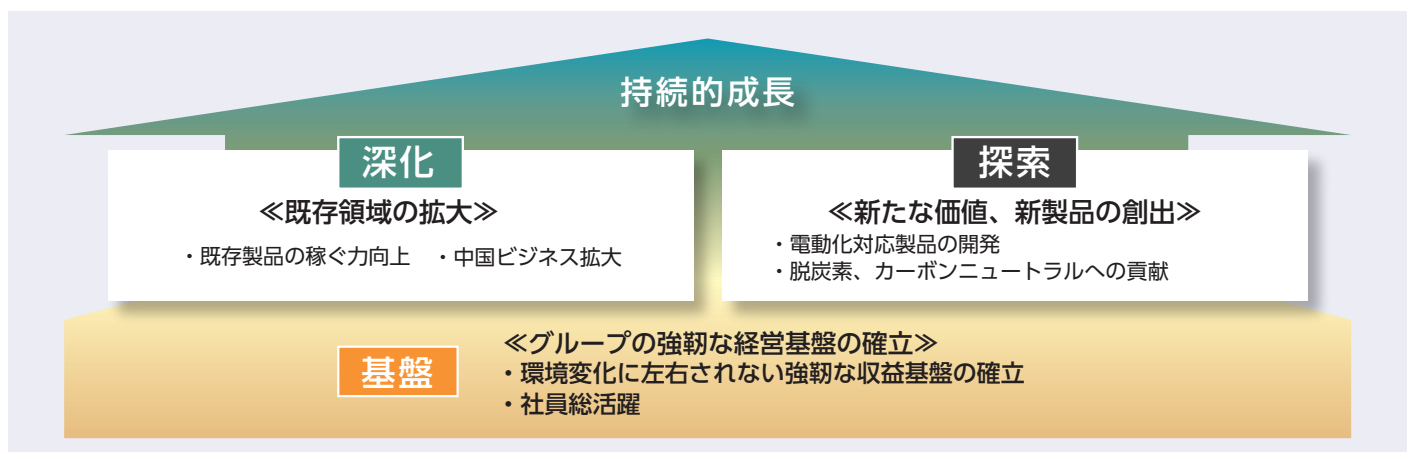 持続的成長
深化
≪既存領域の拡大≫
・既存製品の稼ぐ力向上 ・中国ビジネス拡大
探索
≪新たな価値、新製品の創出≫
・電動化対応製品の開発
・脱炭素、カーボンニュートラルへの貢献
基盤
≪グループの強靭な経営基盤の確立≫
・環境変化に左右されない強靭な収益基盤の確立
・社員総活躍